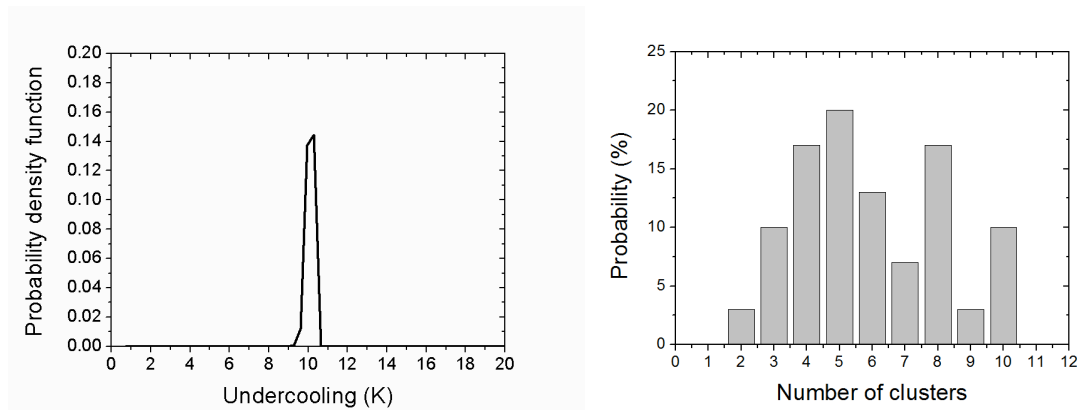 Probability density function
0.20
0.18
0.16
0.14
0.12
0.10
0.08
0.06
0.04
0.02
0.00
0 2 4 6 8 10 12 14 16 18 20
Undercooling (K)
Probability (%)
25
20
15
10
5
0
0 1 2 3 4 5 6 7 8 9 10 12
Number of clusters